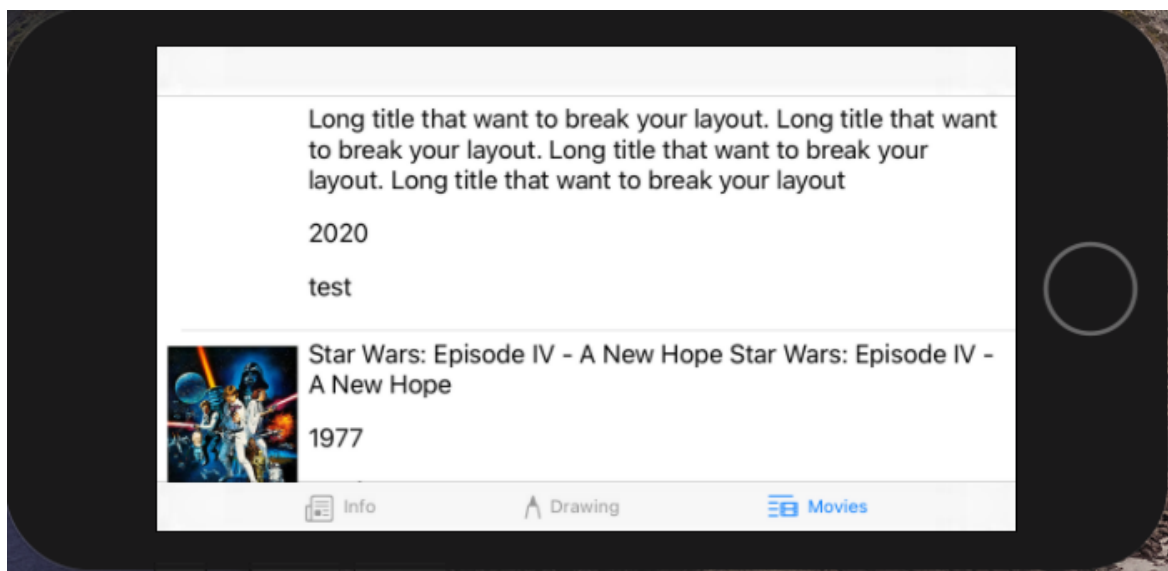 Long title that want to break your layout. Long title that want
to break your layout. Long title that want to break your
layout. Long title that want to break your layout
2020
test
Star Wars: Episode IV - A New Hope Star Wars: Episode IV -
A New Hope
1977
Info
Drawing
Movies